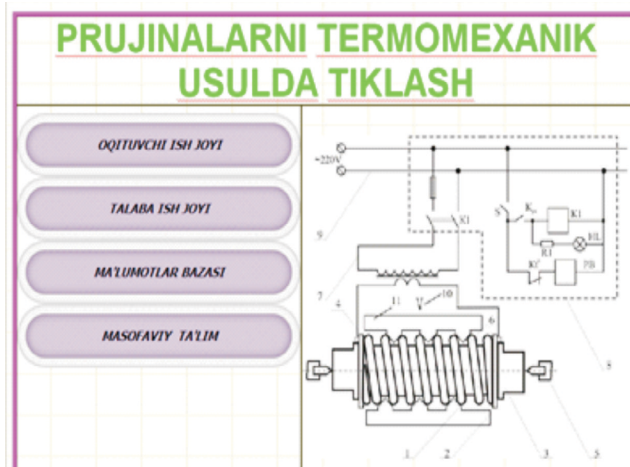 PRUJINALARNI TERMOMEXANIK
USULDA TIKLASH
OQITUVCHI ISH JOYI
TALABA ISH JOYI
MA'LUMOTLAR BAZASI
MASOFAVIY TA'LIM
~220V
S
K1
K1
HL
R1
PB
9
7
4
11
10
6
8
1
2
3
5